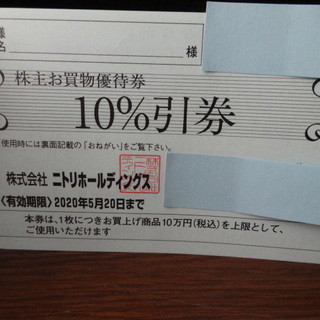 様
名 様
株主お買物優待券
10%引券
使用時には裏面記載の「おねがい」をご覧下さい。
株式会社 ニトリホールディングス
〈有効期限〉2020年5月20日まで
本券は、1枚につきお買上げ商品10万円(税込)を上限として、
ご使用いただけます